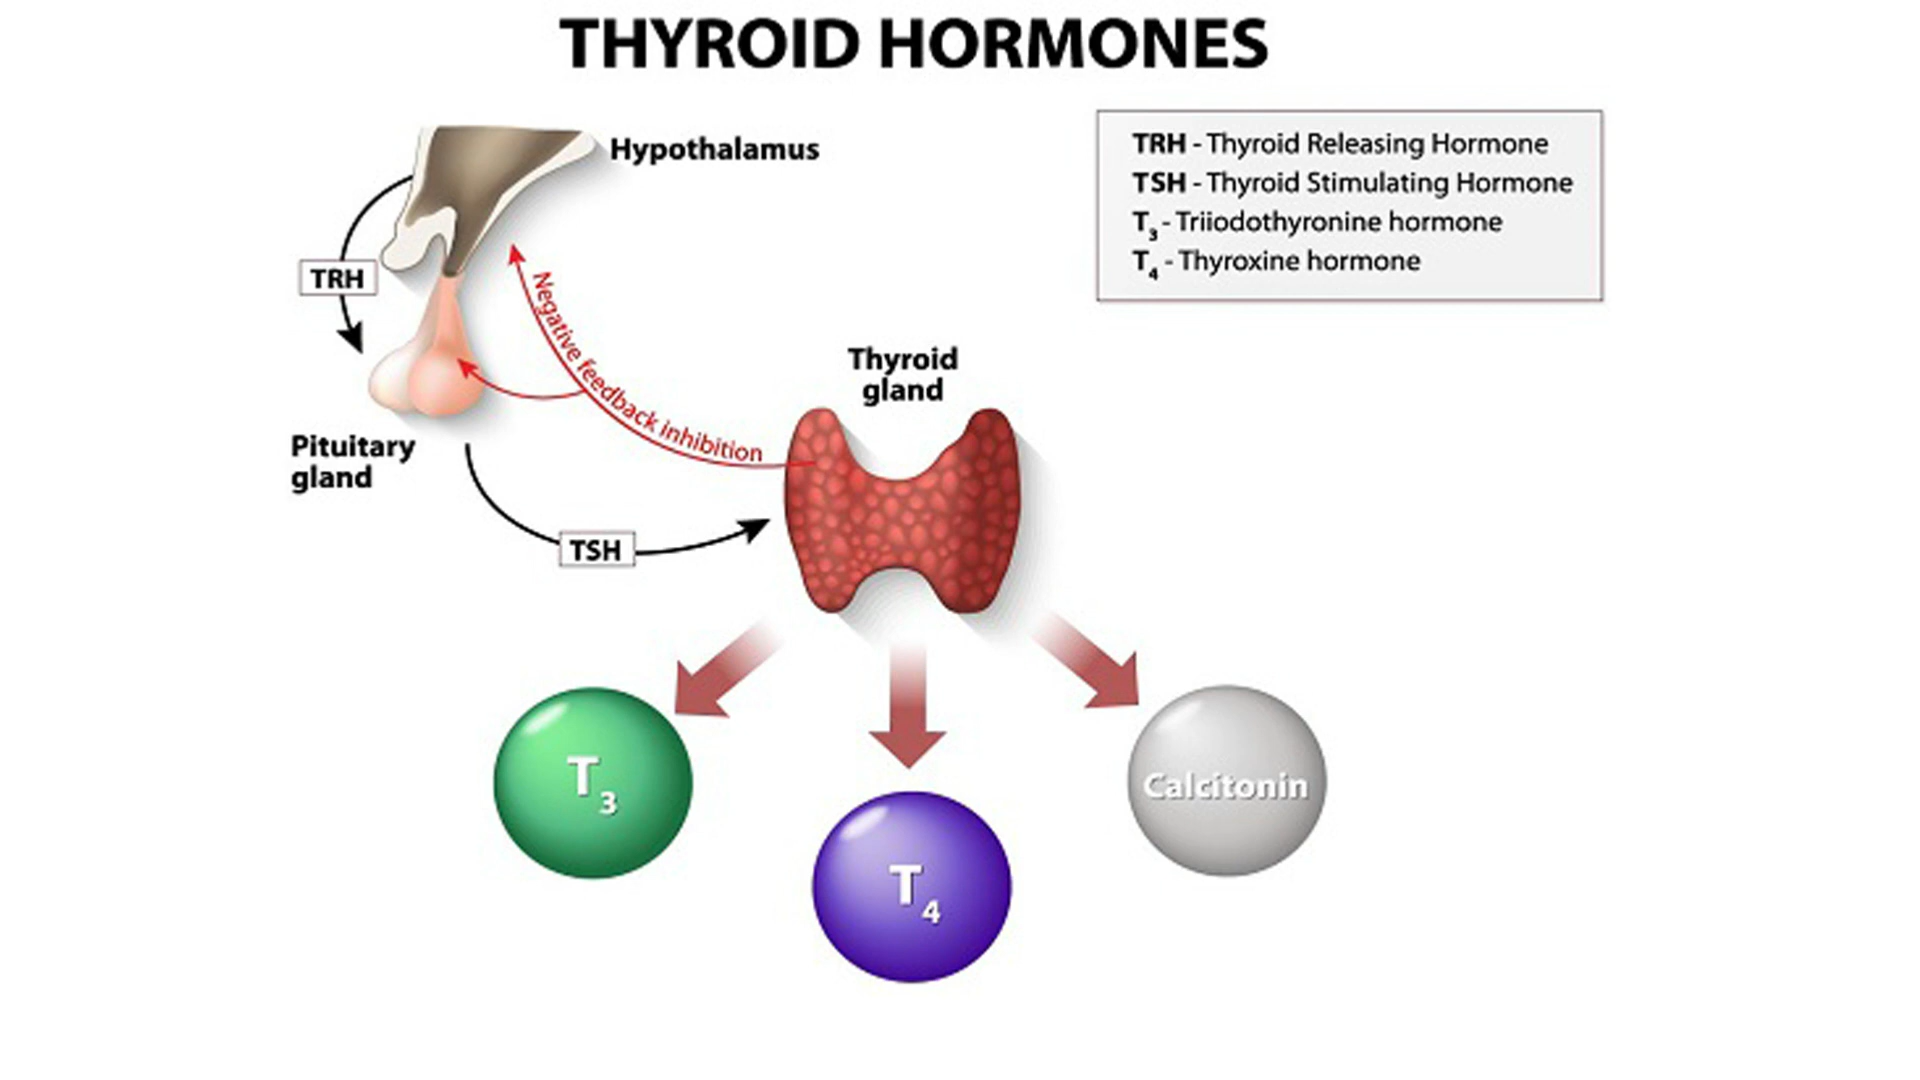 THYROID HORMONES
Hypothalamus
TRH - Thyroid Releasing Hormone
TSH - Thyroid Stimulating Hormone
T3 - Triiodothyronine hormone
T4 - Thyroxine hormone
TRH
Negative feedback inhibition
Thyroid
gland
Pituitary
gland
TSH
T3
T4
Calcitonin